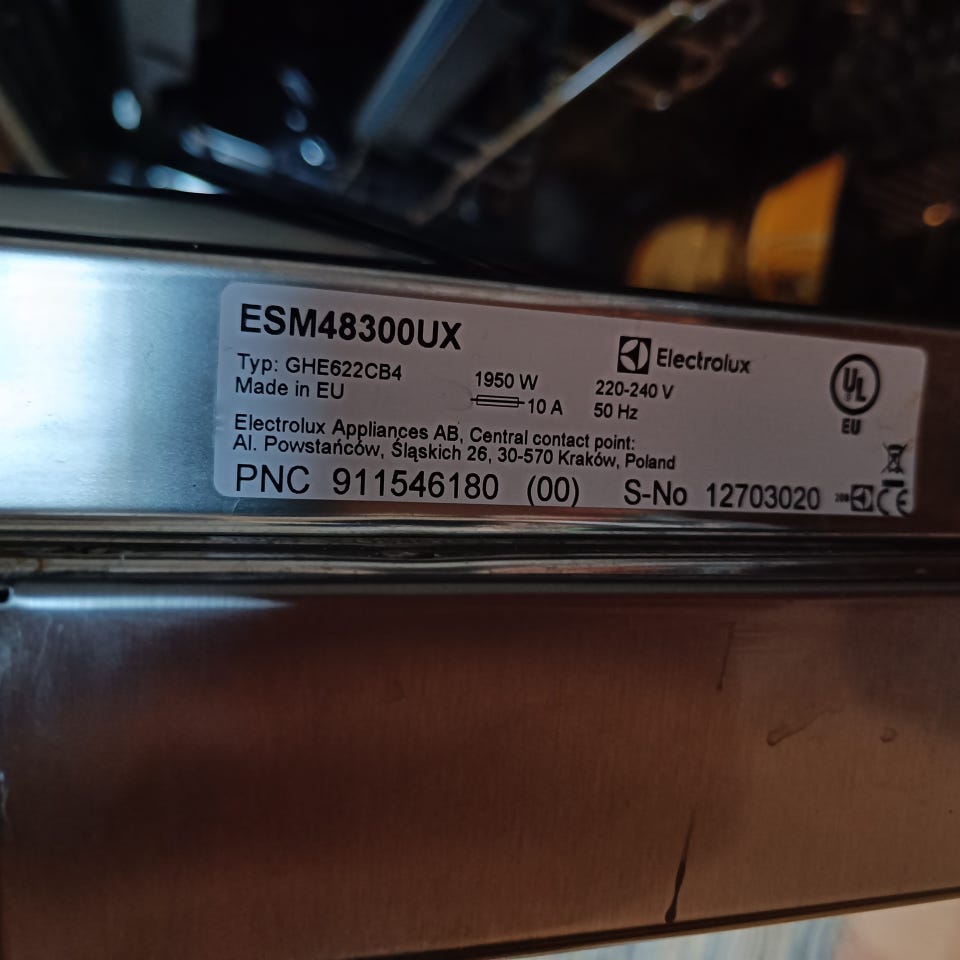 ESM48300UX
Electrolux
Typ: GHE622CB4
Made in EU
1950 W
10 A
220-240 V
50 Hz
UL
EU
Electrolux Appliances AB, Central contact point:
Al. Powstańców, Śląskich 26, 30-570 Kraków, Poland
PNC 911546180 (00) S-No 12703020 CE